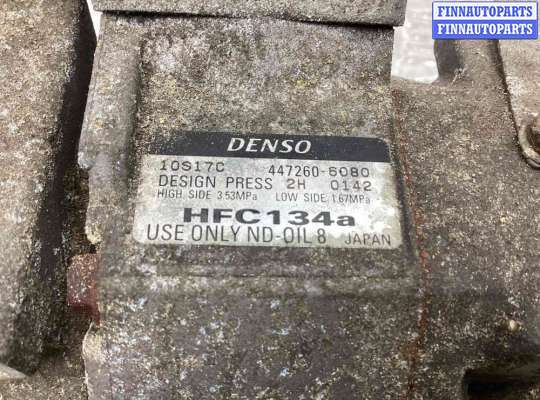 FINNAUTOPARTS
FINNAUTOPARTS
DENSO
10S17C 447260-6080
DESIGN PRESS 2H 0142
HIGH SIDE 3.53MPa LOW SIDE 1.67MPa
HFC134a
USE ONLY ND-OIL 8 JAPAN